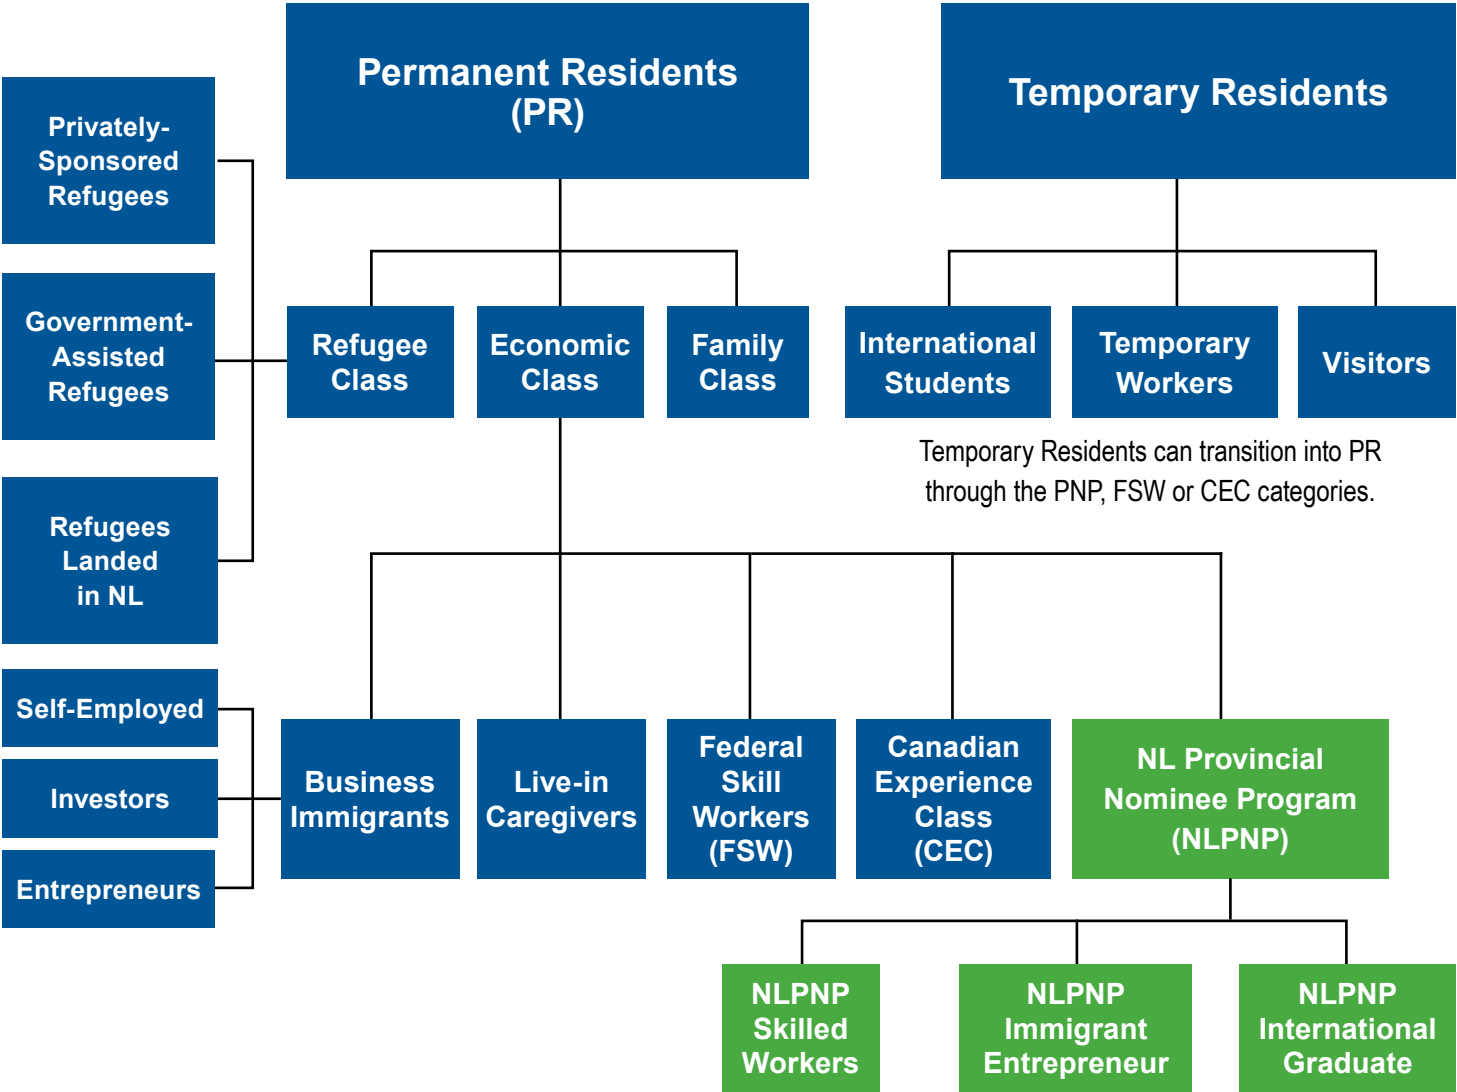 Permanent Residents
(PR)
Temporary Residents
Privately-
Sponsored
Refugees
Government-
Assisted
Refugees
Refugees
Landed
in NL
Refugee
Class
Economic
Class
Family
Class
International
Students
Temporary
Workers
Visitors
Temporary Residents can transition into PR
through the PNP, FSW or CEC categories.
Self-Employed
Investors
Entrepreneurs
Business
Immigrants
Live-in
Caregivers
Federal
Skill
Workers
(FSW)
Canadian
Experience
Class
(CEC)
NL Provincial
Nominee Program
(NLPNP)
NLPNP
Skilled
Workers
NLPNP
Immigrant
Entrepreneur
NLPNP
International
Graduate